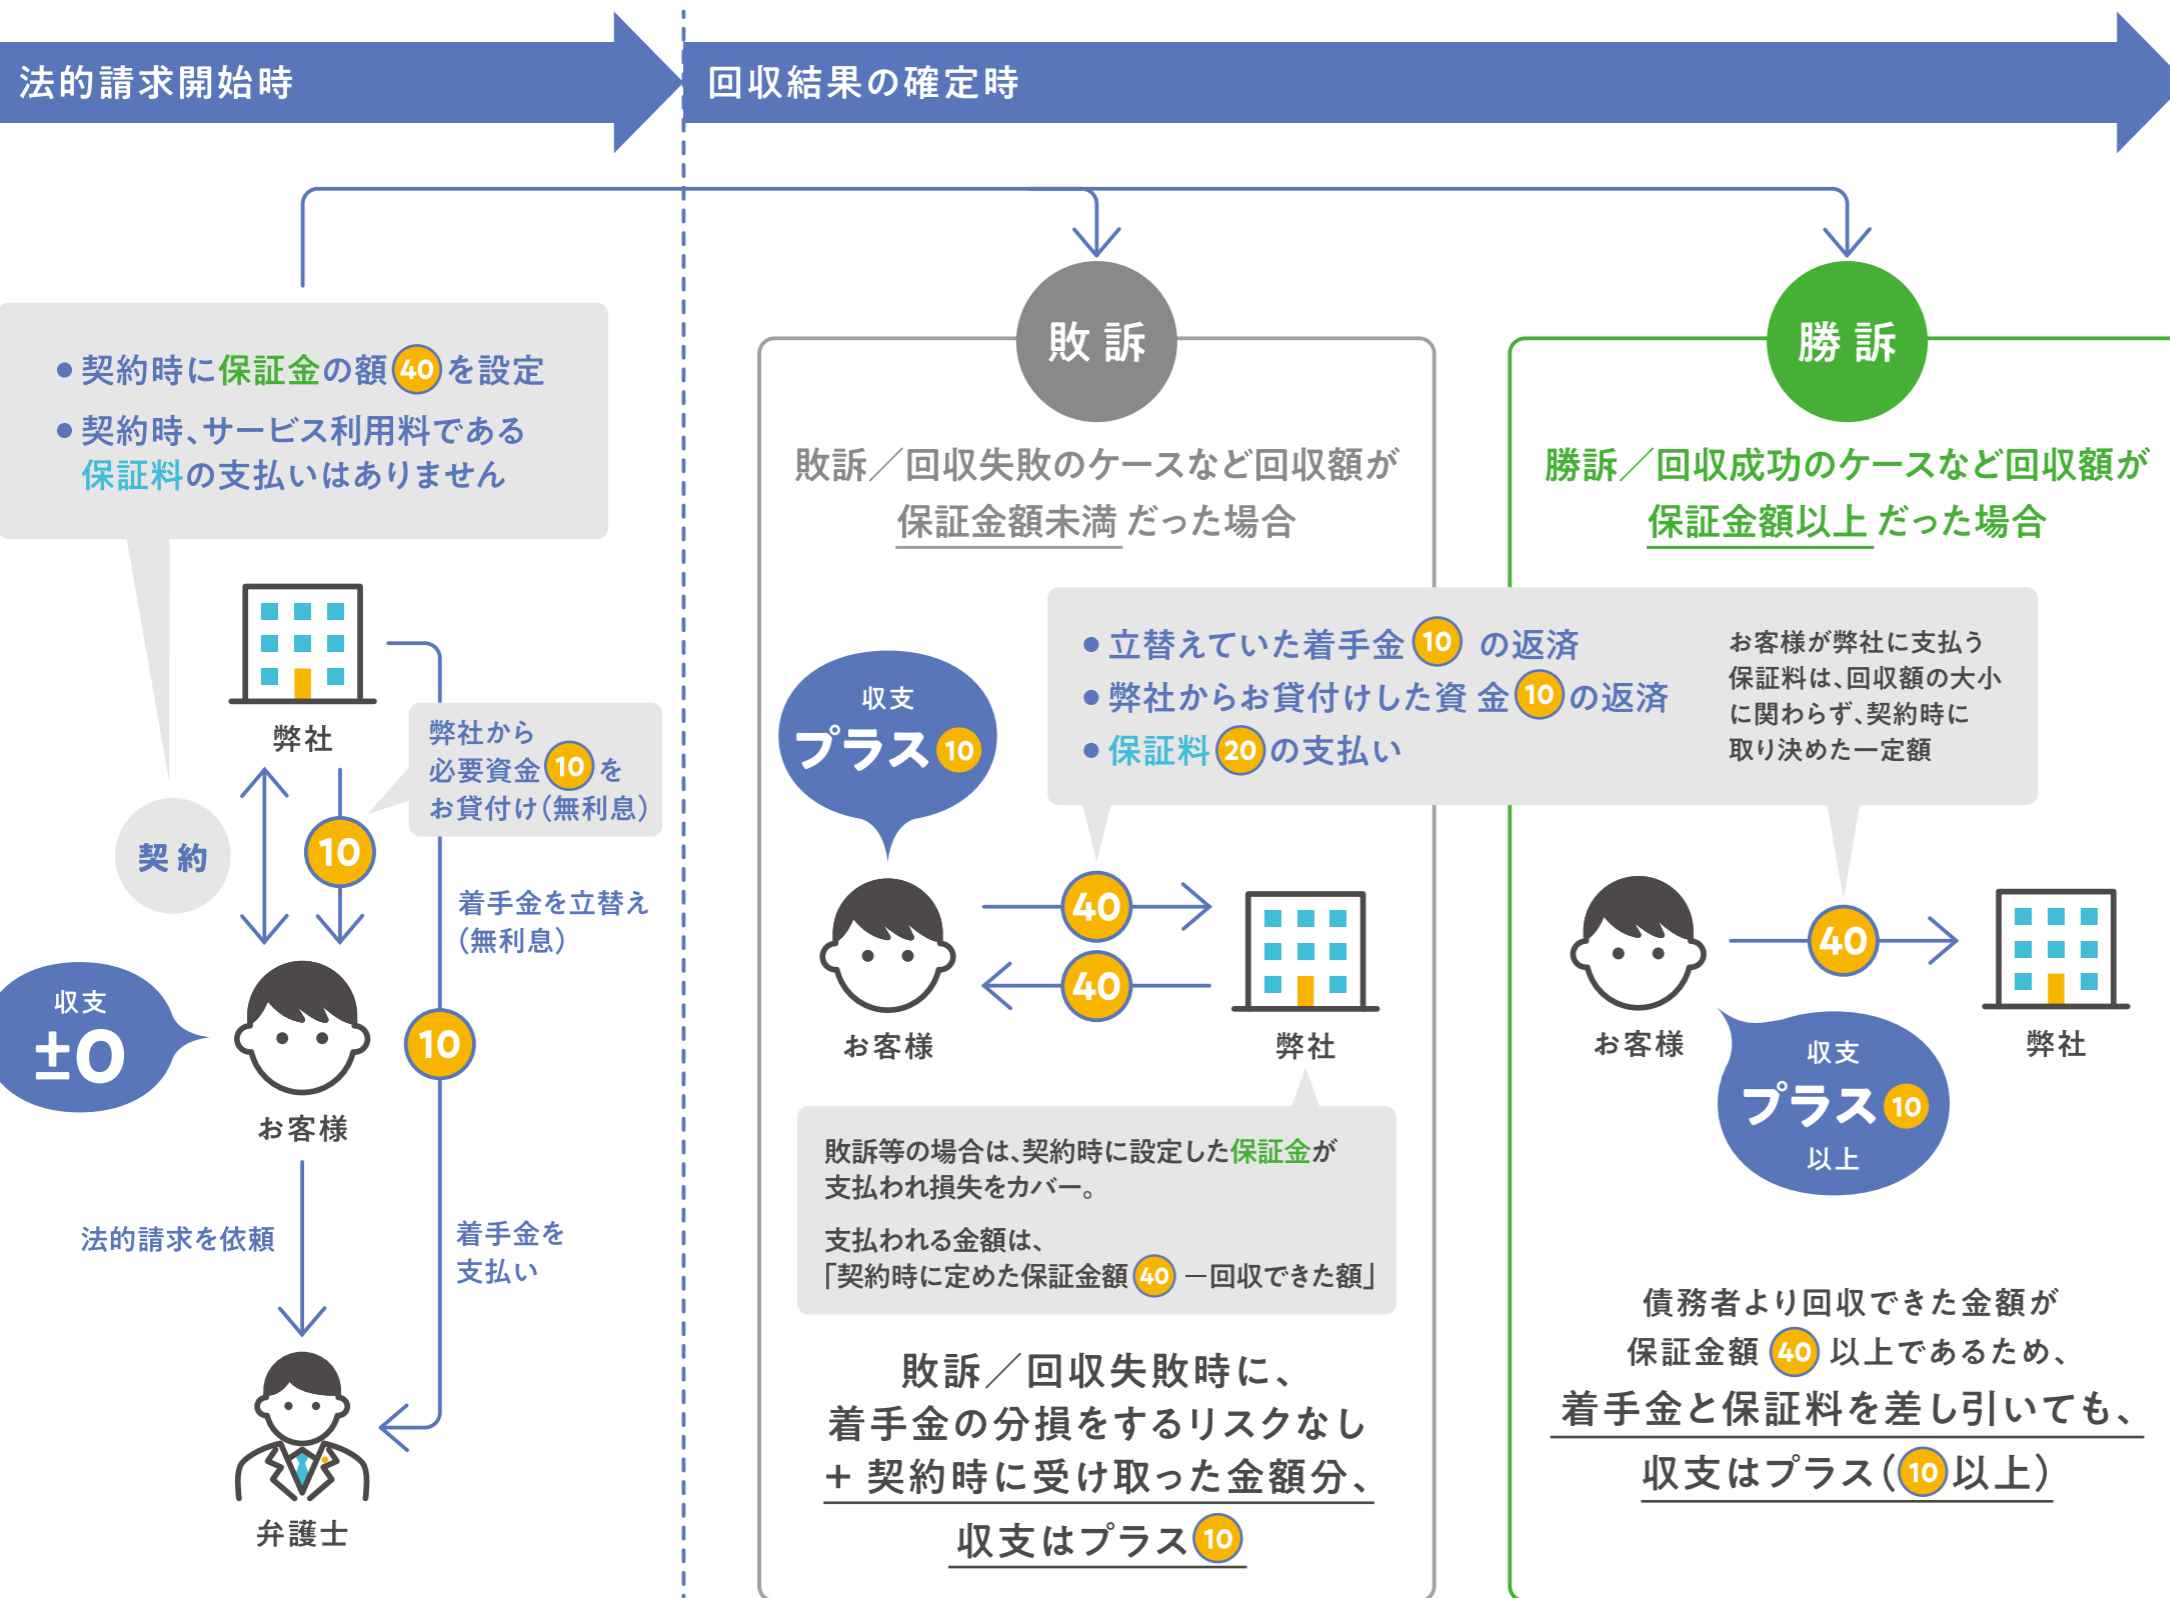 法的請求開始時
回収結果の確定時
● 契約時に保証金の額40を設定
● 契約時、サービス利用料である
保証料の支払いはありません
弊社
弊社から
必要資金10を
お貸付け(無利息)
契約
10
着手金を立替え
(無利息)
収支
±0
10
お客様
法的請求を依頼
着手金を
支払い
弁護士
敗訴
敗訴／回収失敗のケースなど回収額が
保証金額未満だった場合
収支
プラス10
● 立替えていた着手金10 の返済
● 弊社からお貸付けした資 金10の返済
● 保証料20の支払い
お客様が弊社に支払う
保証料は、回収額の大小
に関わらず、契約時に
取り決めた一定額
40
40
お客様
弊社
敗訴等の場合は、契約時に設定した保証金が
支払われ損失をカバー。
支払われる金額は、
「契約時に定めた保証金額40－回収できた額」
敗訴／回収失敗時に、
着手金の分損をするリスクなし
+ 契約時に受け取った金額分、
収支はプラス10
勝訴
勝訴／回収成功のケースなど回収額が
保証金額以上だった場合
40
お客様
弊社
収支
プラス10
以上
債務者より回収できた金額が
保証金額40以上であるため、
着手金と保証料を差し引いても、
収支はプラス(10以上)